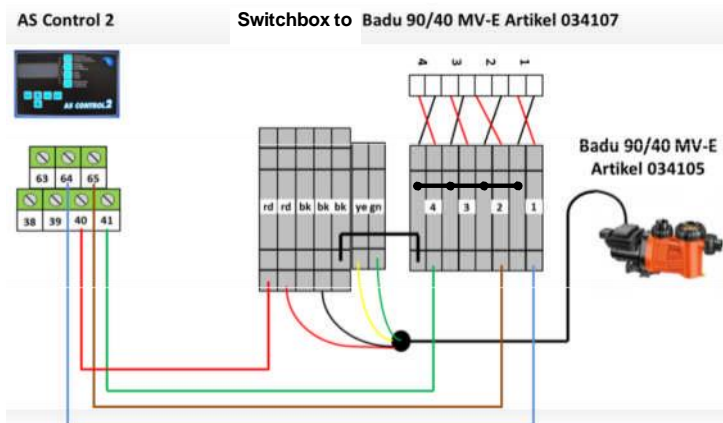 AS Control 2
Switchbox to Badu 90/40 MV-E Artikel 034107
4 3 2 1
AS CONTROL2
Badu 90/40 MV-E
Artikel 034105
63 64 65
38 39 40 41
rd rd bk bk bk ye gn
4 3 2 1